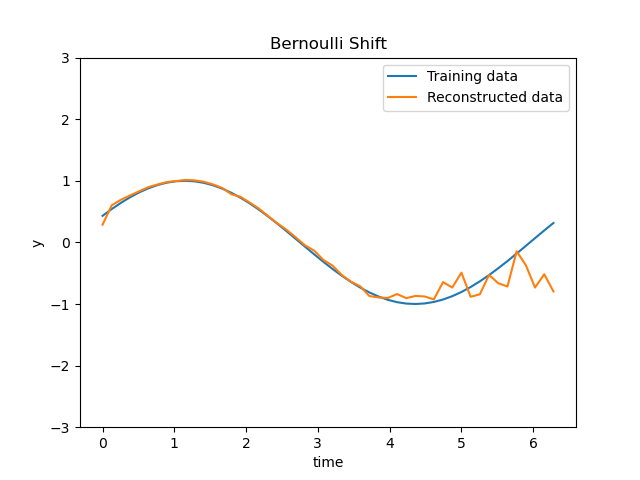 Bernoulli Shift
Training data
Reconstructed data
3
2
1
0
−1
−2
−3
y
0 1 2 3 4 5 6
time